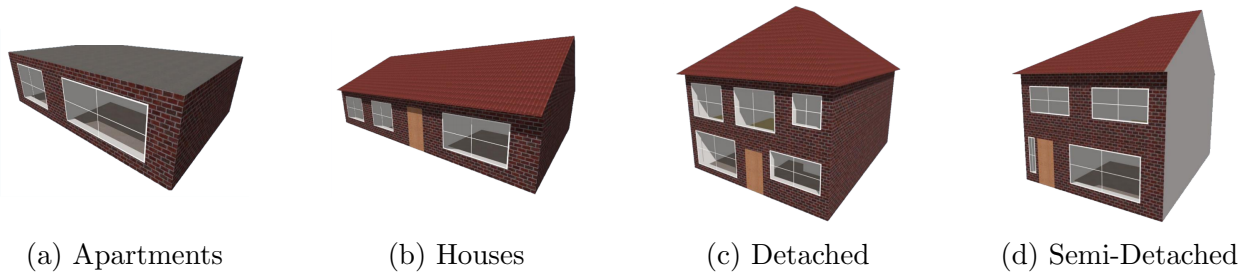 (a) Apartments
(b) Houses
(c) Detached
(d) Semi-Detached